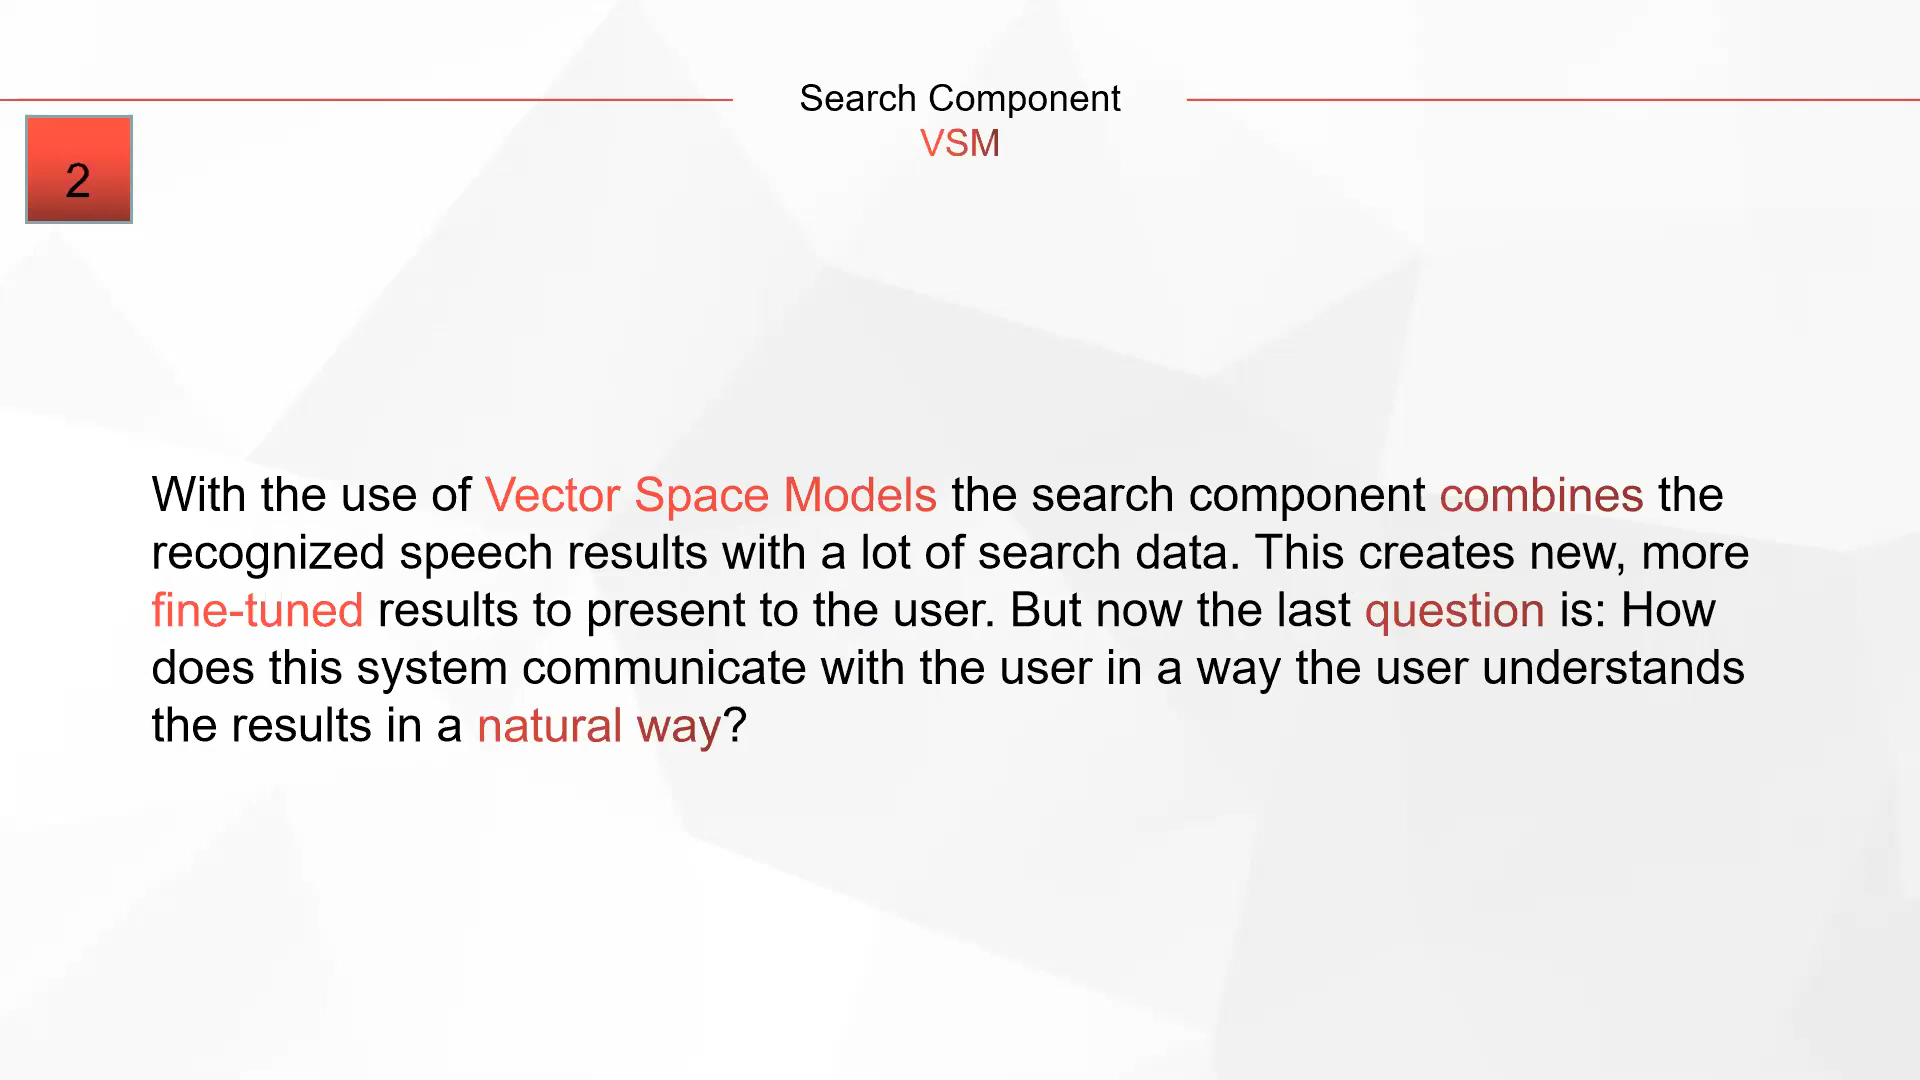 Search Component
VSM
2
With the use of Vector Space Models the search component combines the
recognized speech results with a lot of search data. This creates new, more
fine-tuned results to present to the user. But now the last question is: How
does this system communicate with the user in a way the user understands
the results in a natural way?